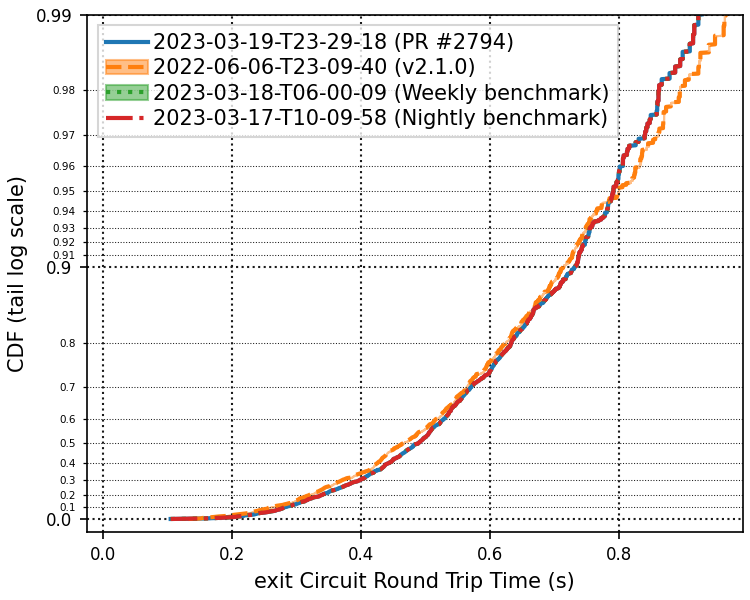 0.99
2023-03-19-T23-29-18 (PR #2794)
2022-06-06-T23-09-40 (v2.1.0)
2023-03-18-T06-00-09 (Weekly benchmark)
2023-03-17-T10-09-58 (Nightly benchmark)
0.98
0.97
0.96
0.95
0.94
0.93
0.92
0.91
0.9
0.8
0.7
0.6
0.5
0.4
0.3
0.2
0.1
0.0
CDF (tail log scale)
0.0 0.2 0.4 0.6 0.8
exit Circuit Round Trip Time (s)